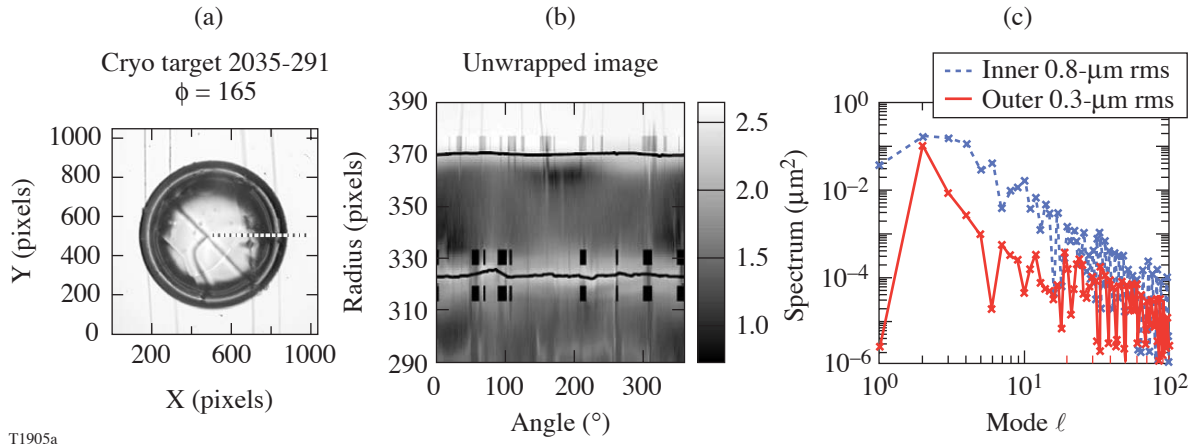 (a)
Cryo target 2035-291
ϕ = 165
1000
800
600
400
200
0
Y (pixels)
200
600
1000
X (pixels)
(b)
Unwrapped image
390
370
350
330
310
290
Radius (pixels)
0
100
200
300
Angle (°)
2.5
2.0
1.5
1.0
(c)
Inner 0.8-μm rms
Outer 0.3-μm rms
10⁰
10⁻²
10⁻⁴
10⁻⁶
Spectrum (μm²)
10⁰
10¹
10²
Mode ℓ
T1905a